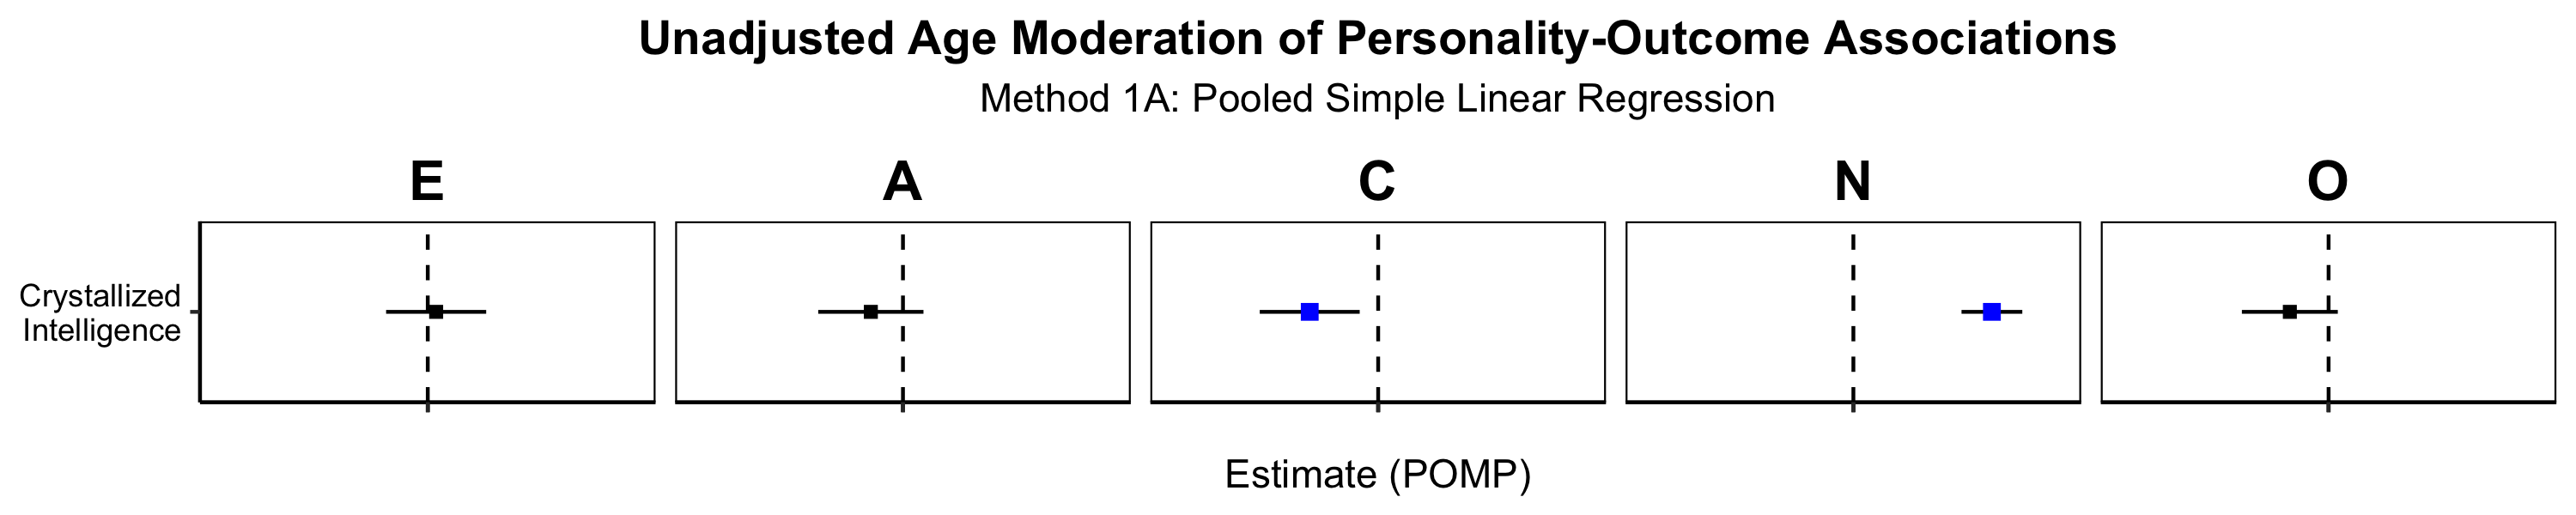 Unadjusted Age Moderation of Personality-Outcome Associations
Method 1A: Pooled Simple Linear Regression
E A C N O
Crystallized
Intelligence
Estimate (POMP)